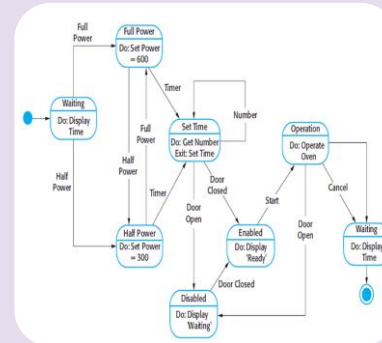 Full
Power
Full Power
Do: Set Power
= 600
Waiting
Do: Display
Time
Half
Power
Full
Power
Half
Power
Timer
Timer
Half Power
Do: Set Power
= 300
Set Time
Do: Get Number
Exit: Set Time
Number
Door
Open
Door
Closed
Disabled
Do: Display
'Waiting'
Door Closed
Enabled
Do: Display
'Ready'
Start
Operation
Do: Operate
Oven
Door
Open
Cancel
Waiting
Do: Display
Time